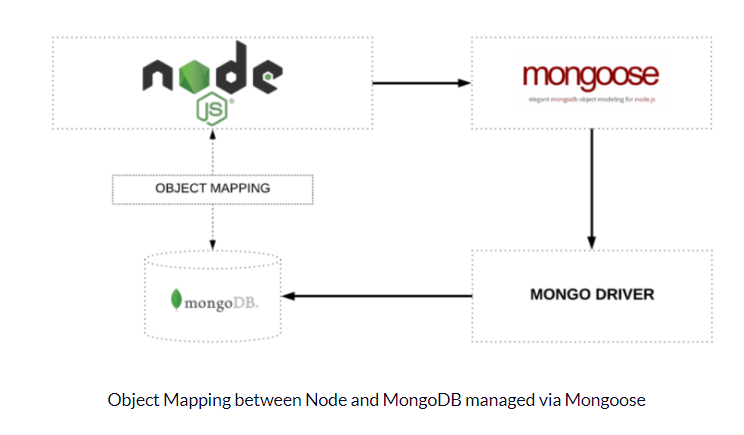 node
JS
mongoose
elegant mongodb object modeling for node.js
OBJECT MAPPING
mongoDB.
MONGO DRIVER
Object Mapping between Node and MongoDB managed via Mongoose